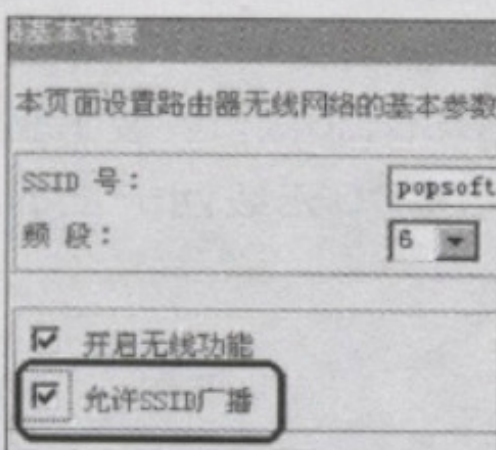 基本设置
本页面设置路由器无线网络的基本参数
SSID 号：
popsoft
频 段：
6
开启无线功能
允许SSID广播